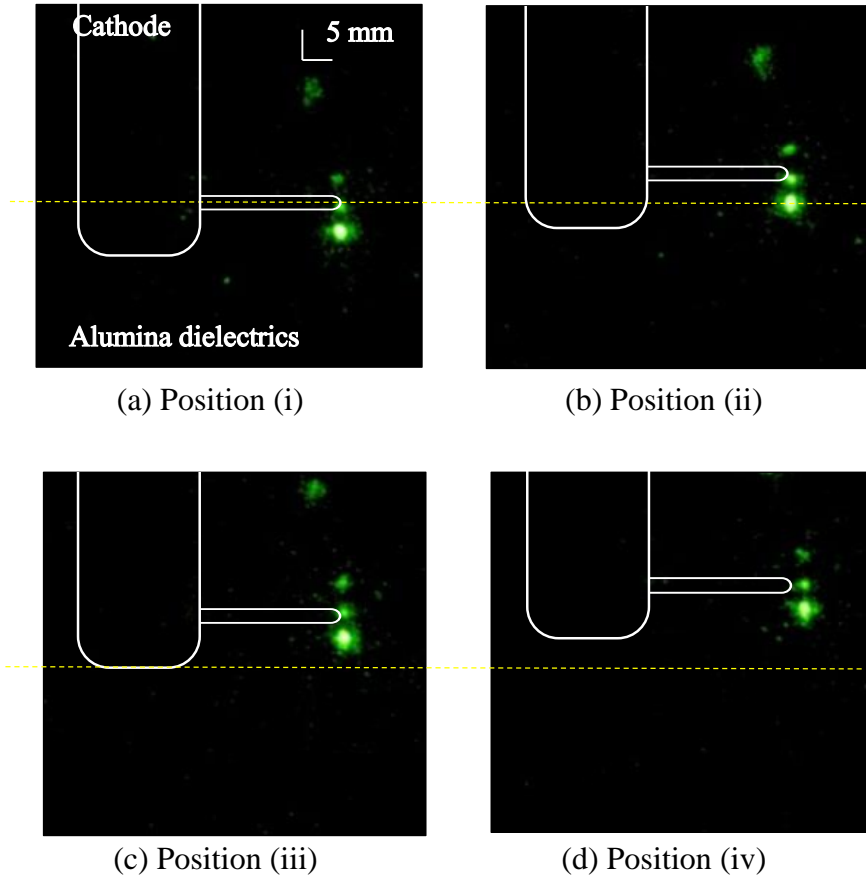 Cathode
5 mm
Alumina dielectrics
(a) Position (i)
(b) Position (ii)
(c) Position (iii)
(d) Position (iv)